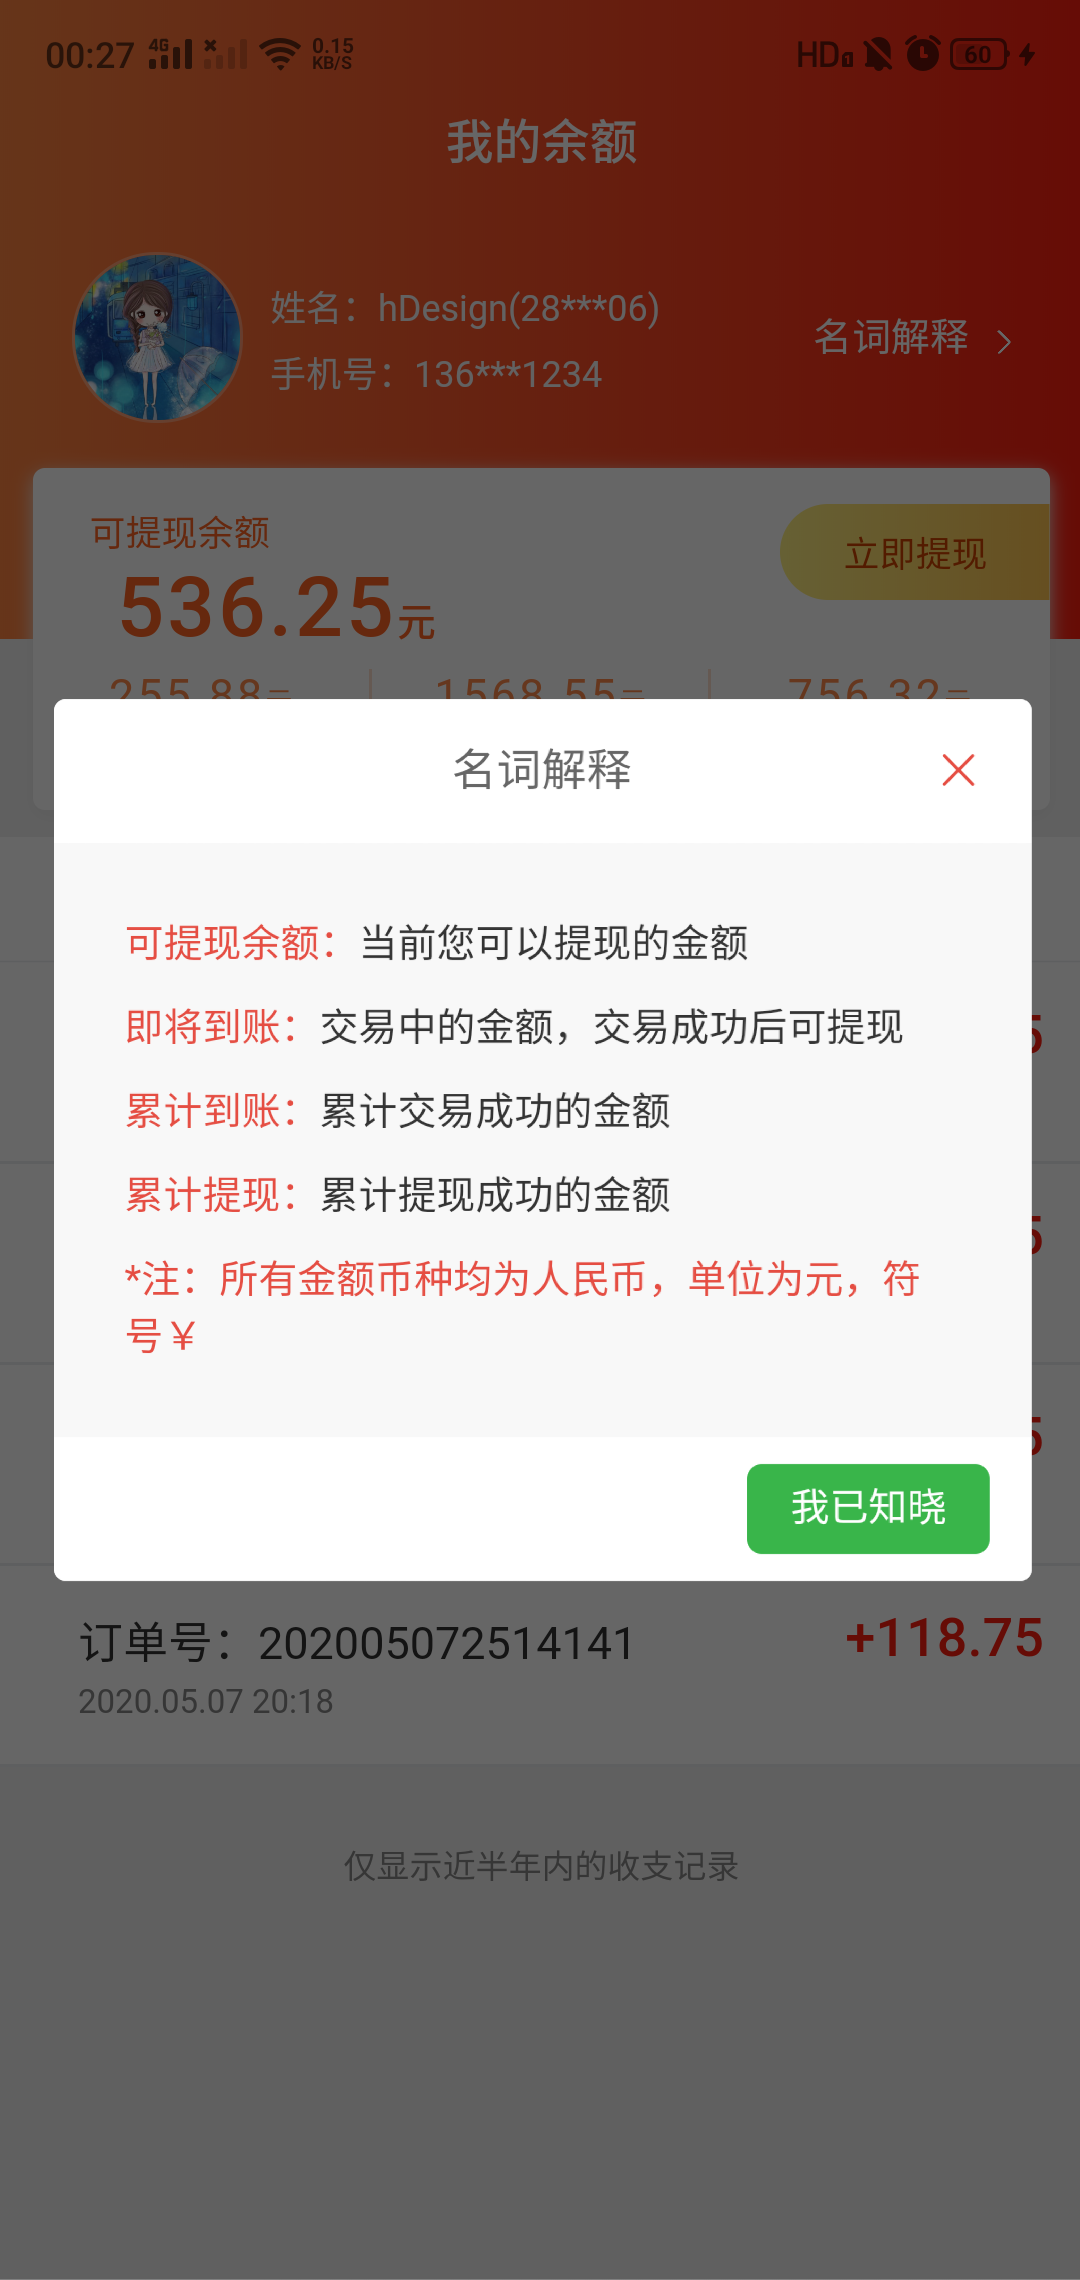 00:27 4G 0.15 KB/S HD 1 60
我的余额
姓名：hDesign(28***06)
名词解释
手机号：136***1234
可提现余额
立即提现
536.25元
255.88元 1568.55元 756.32元
名词解释
可提现余额：当前您可以提现的金额
即将到账：交易中的金额，交易成功后可提现
累计到账：累计交易成功的金额
累计提现：累计提现成功的金额
*注：所有金额币种均为人民币，单位为元，符
号￥
我已知晓
订单号：202005072514141
+118.75
2020.05.07 20:18
仅显示近半年内的收支记录